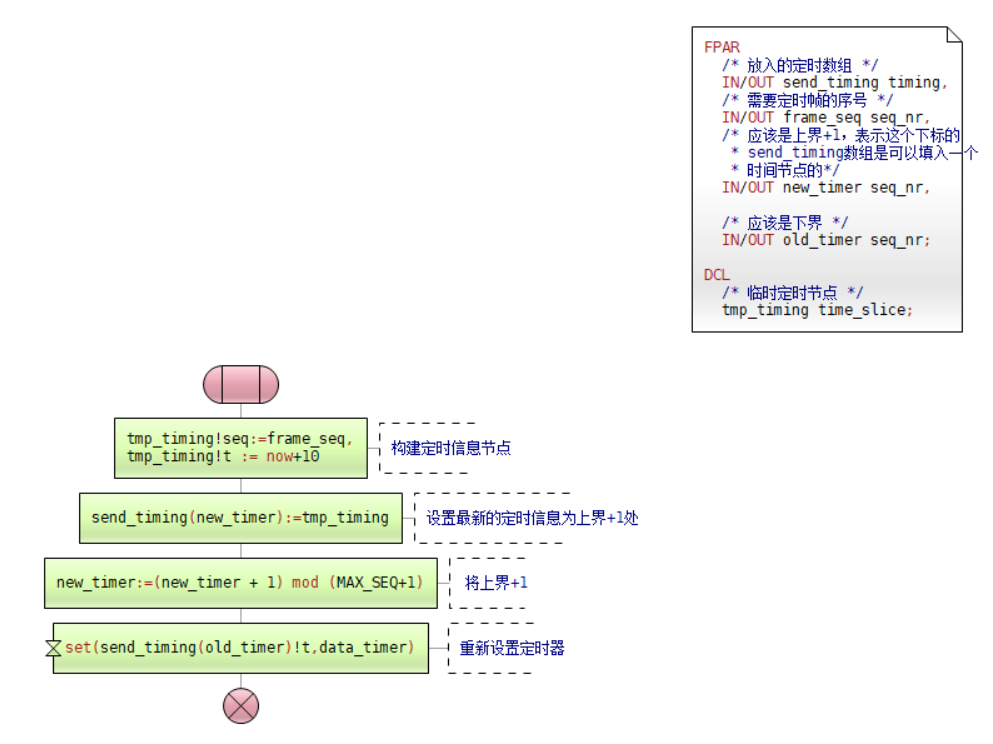 FPAR
/* 放入的定时数组 */
IN/OUT send_timing timing,
/* 需要定时帧的序号 */
IN/OUT frame_seq seq_nr,
/* 应该是上界+1，表示这个下标的
* send_timing数组是可以填入一个
* 时间节点的*/
IN/OUT new_timer seq_nr,
/* 应该是下界 */
IN/OUT old_timer seq_nr;
DCL
/* 临时定时节点 */
tmp_timing time_slice;
tmp_timing!seq:=frame_seq,
tmp_timing!t := now+10
构建定时信息节点
send_timing(new_timer):=tmp_timing
设置最新的定时信息为上界+1处
new_timer:=(new_timer + 1) mod (MAX_SEQ+1)
将上界+1
set(send_timing(old_timer)!t,data_timer)
重新设置定时器